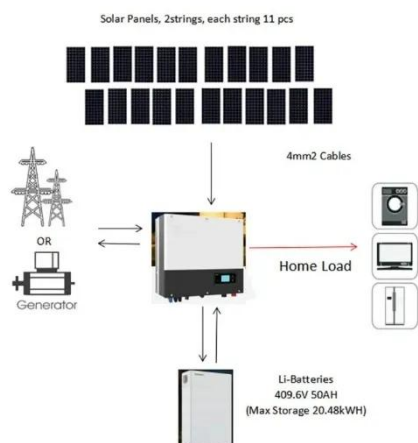 Solar Panels, 2strings, each string 11 pcs
4mm2 Cables
OR
Generator
Home Load
Li-Batteries
409.6V 50AH
(Max Storage 20.48kWH)